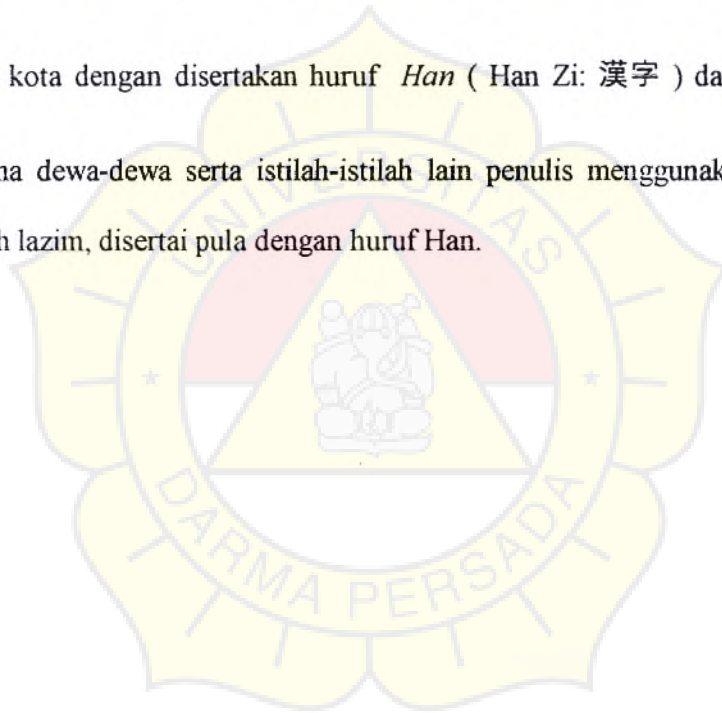 kota dengan disertakan huruf Han ( Han Zi: 漢字 ) da
na dewa-dewa serta istilah-istilah lain penulis menggunak
h lazim, disertai pula dengan huruf Han.
UNIVERSITAS
DARMA PERSADA